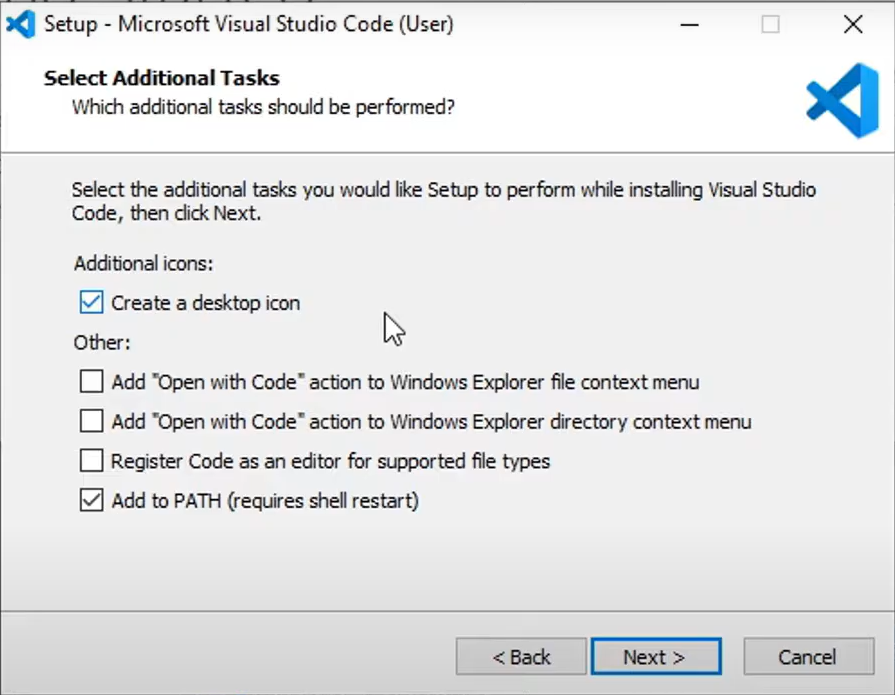 Setup - Microsoft Visual Studio Code (User)
Select Additional Tasks
Which additional tasks should be performed?
Select the additional tasks you would like Setup to perform while installing Visual Studio
Code, then click Next.
Additional icons:
Create a desktop icon
Other:
Add "Open with Code" action to Windows Explorer file context menu
Add "Open with Code" action to Windows Explorer directory context menu
Register Code as an editor for supported file types
Add to PATH (requires shell restart)
< Back
Next >
Cancel